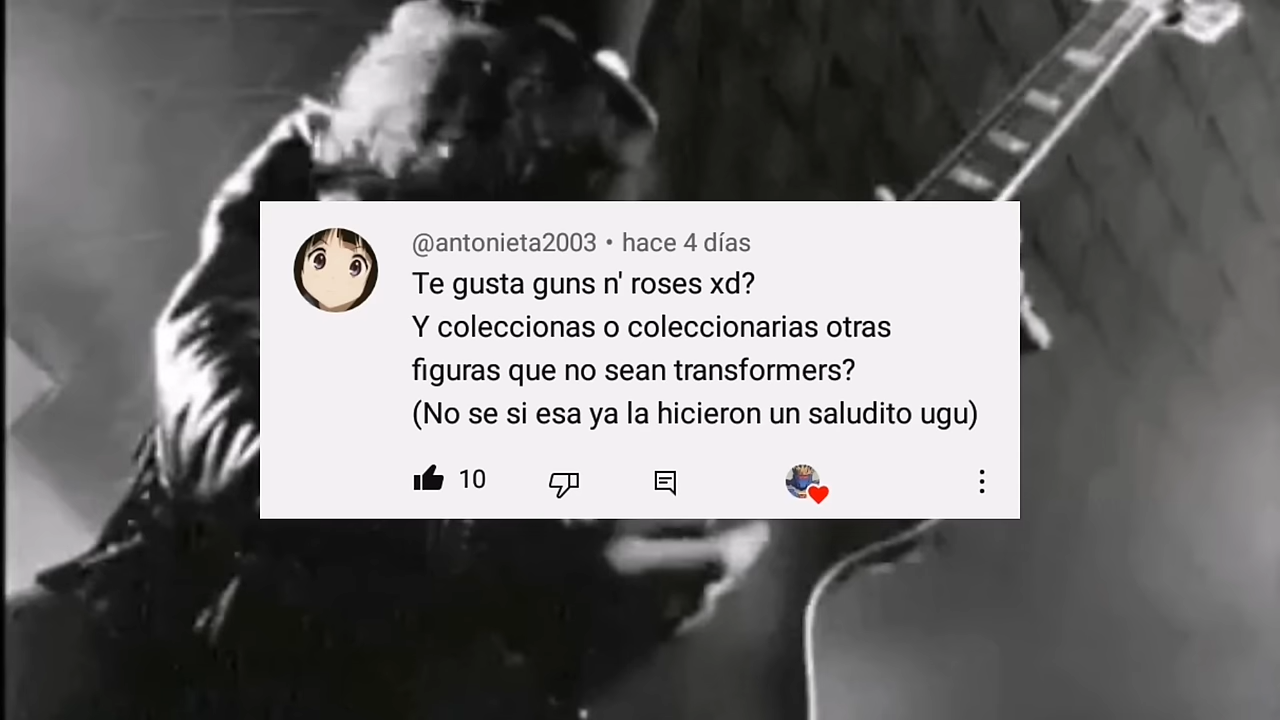 @antonieta2003 • hace 4 días
Te gusta guns n' roses xd?
Y coleccionas o coleccionarias otras
figuras que no sean transformers?
(No se si esa ya la hicieron un saludito ugu)
10